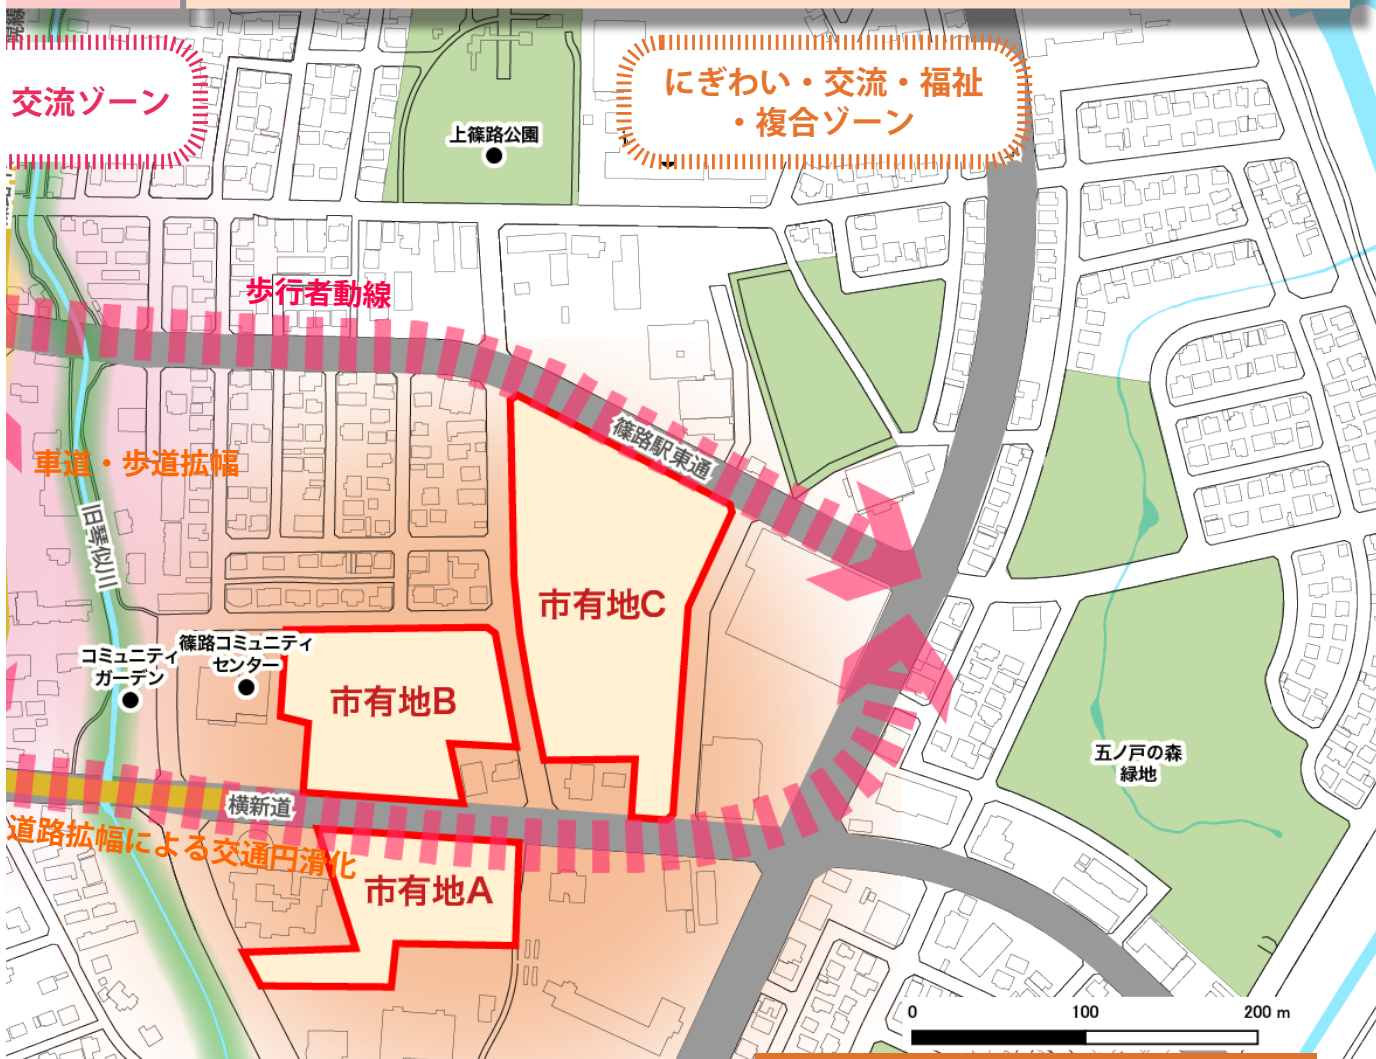 交流ゾーン
にぎわい・交流・福祉
・複合ゾーン
上篠路公園
歩行者動線
篠路駅東通
車道・歩道拡幅
旧琴似川
市有地C
篠路コミュニティ
センター
コミュニティ
ガーデン
市有地B
五ノ戸の森
緑地
横新道
道路拡幅による交通円滑化
市有地A
0 100 200 m